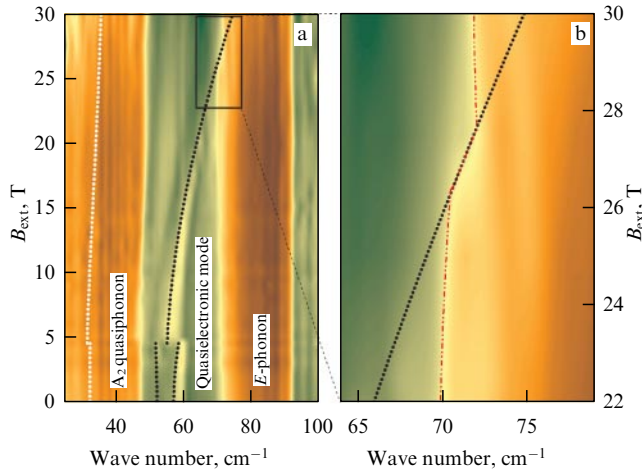 a
b
30
25
20
15
10
5
0
B_ext, T
A₂ quasiphonon
Quasielectronic mode
E-phonon
40
60
80
100
Wave number, cm⁻¹
30
28
26
24
22
B_ext, T
65
70
75
Wave number, cm⁻¹